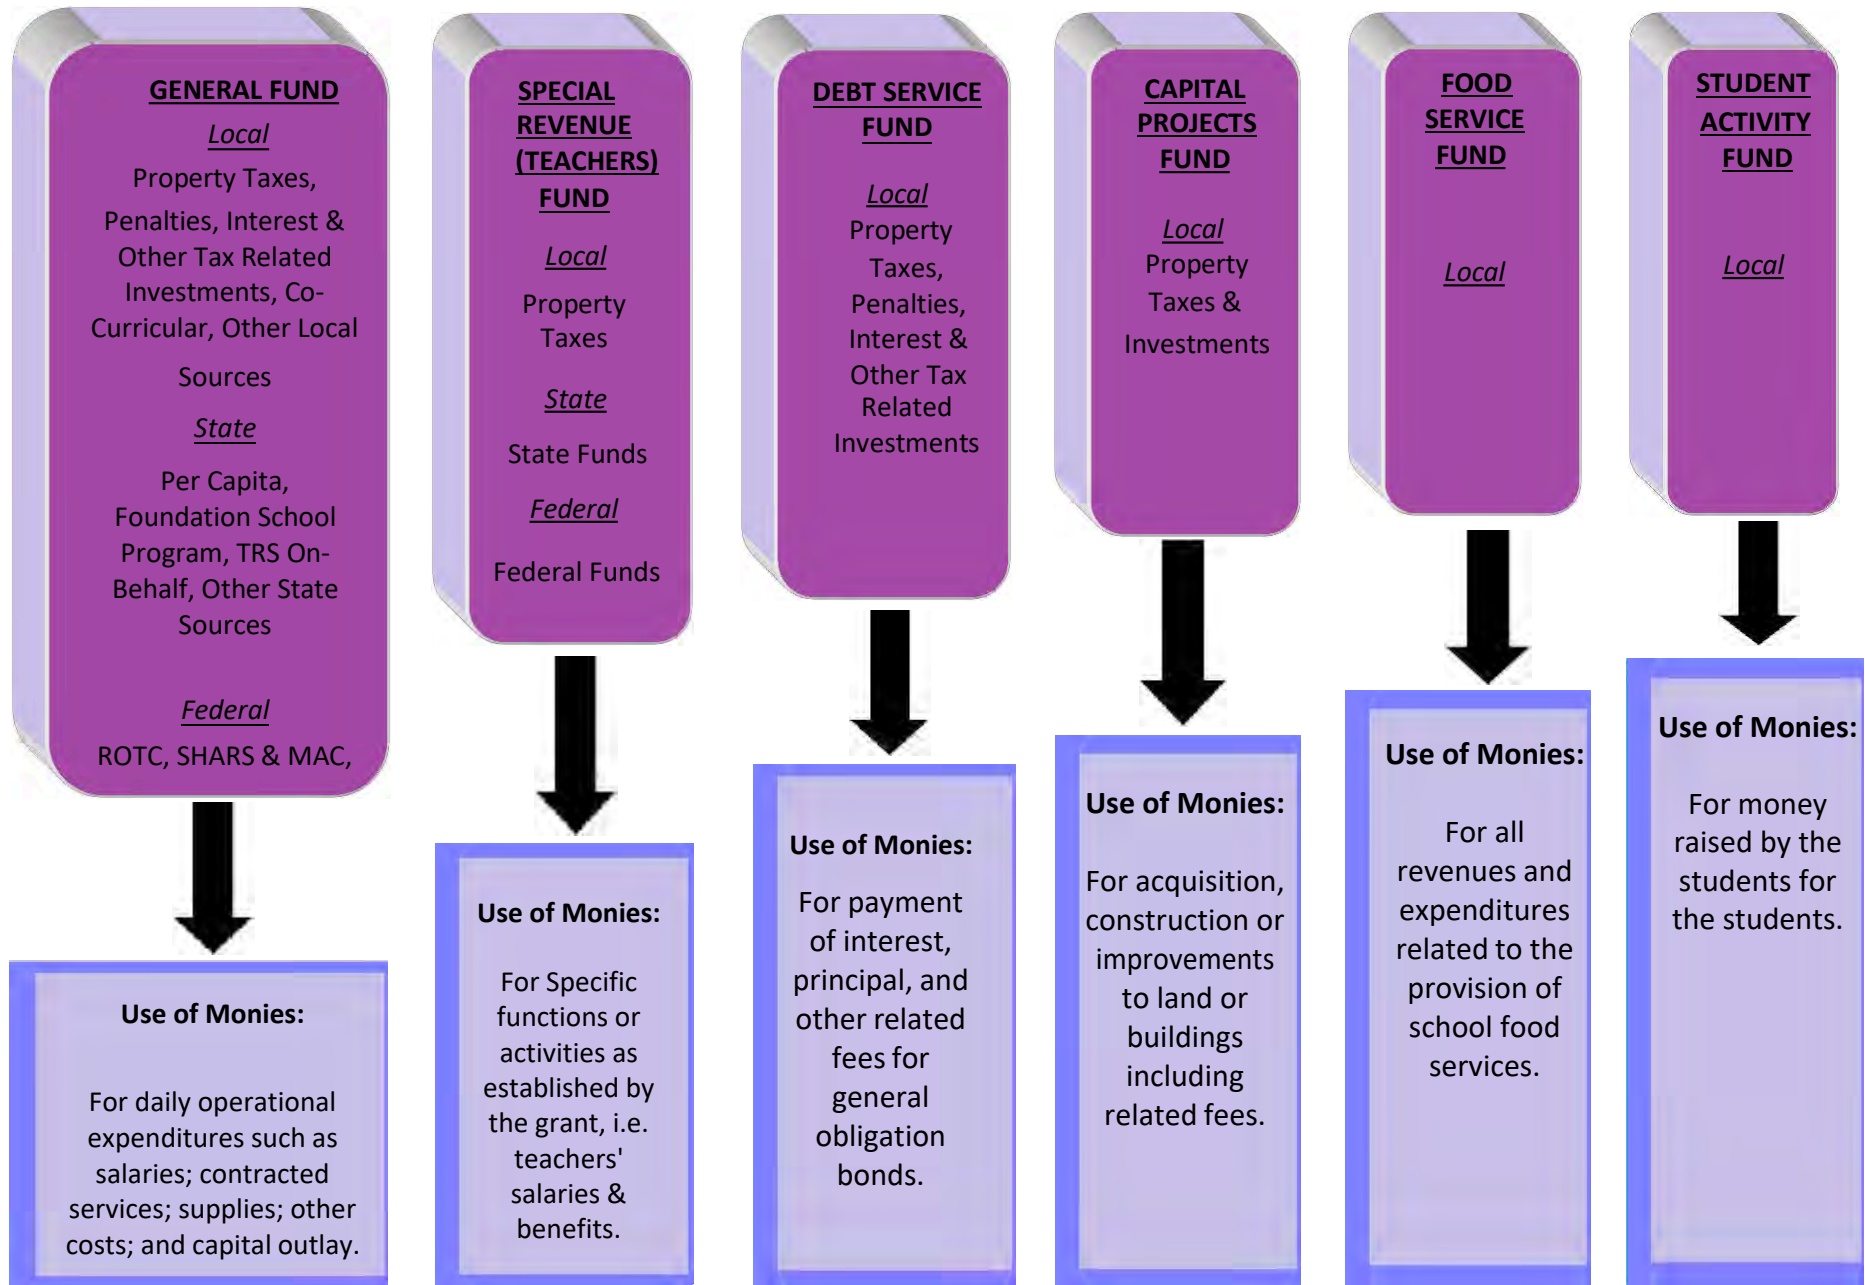 GENERAL FUND
Local
Property Taxes,
Penalties, Interest &
Other Tax Related
Investments, Co-
Curricular, Other Local
Sources
State
Per Capita,
Foundation School
Program, TRS On-
Behalf, Other State
Sources
Federal
ROTC, SHARS & MAC,
Use of Monies:
For daily operational
expenditures such as
salaries; contracted
services; supplies; other
costs; and capital outlay.
SPECIAL
REVENUE
(TEACHERS)
FUND
Local
Property
Taxes
State
State Funds
Federal
Federal Funds
Use of Monies:
For Specific
functions or
activities as
established by
the grant, i.e.
teachers'
salaries &
benefits.
DEBT SERVICE
FUND
Local
Property
Taxes,
Penalties,
Interest &
Other Tax
Related
Investments
Use of Monies:
For payment
of interest,
principal, and
other related
fees for
general
obligation
bonds.
CAPITAL
PROJECTS
FUND
Local
Property
Taxes &
Investments
Use of Monies:
For acquisition,
construction or
improvements
to land or
buildings
including
related fees.
FOOD
SERVICE
FUND
Local
Use of Monies:
For all
revenues and
expenditures
related to the
provision of
school food
services.
STUDENT
ACTIVITY
FUND
Local
Use of Monies:
For money
raised by the
students for
the students.